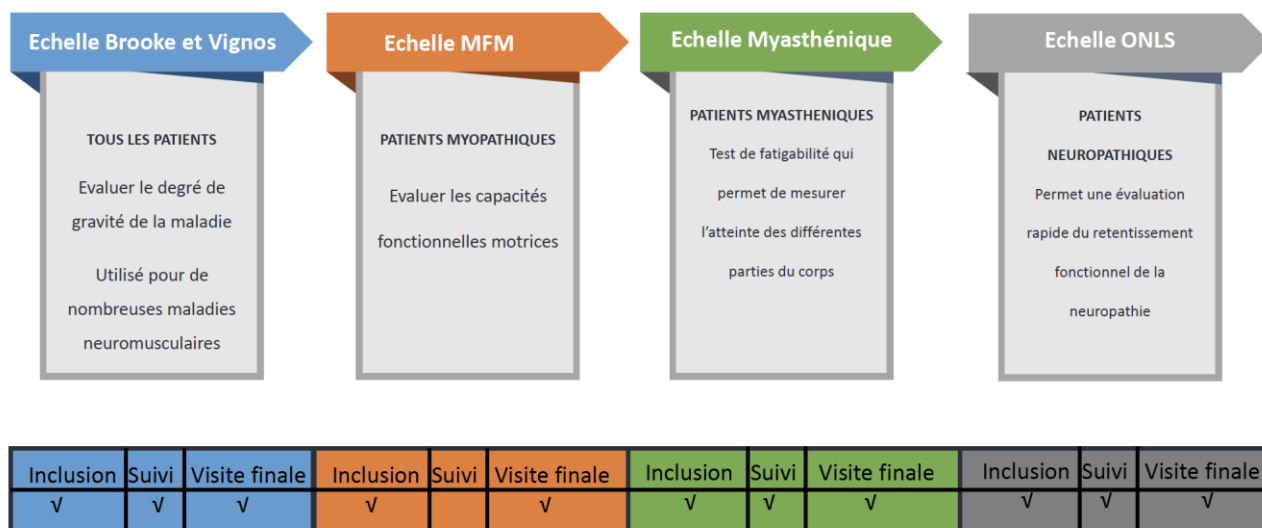 Echelle Brooke et Vignos
TOUS LES PATIENTS
Evaluer le degré de
gravité de la maladie
Utilisé pour de
nombreuses maladies
neuromusculaires
Echelle MFM
PATIENTS MYOPATHIQUES
Evaluer les capacités
fonctionnelles motrices
Echelle Myasthénique
PATIENTS MYASTHENIQUES
Test de fatigabilité qui
permet de mesurer
l'atteinte des différentes
parties du corps
Echelle ONLS
PATIENTS
NEUROPATHIQUES
Permet une évaluation
rapide du retentissement
fonctionnel de la
neuropathie
Inclusion Suivi Visite finale Inclusion Suivi Visite finale Inclusion Suivi Visite finale Inclusion Suivi Visite finale
√ √ √ √ √ √ √ √ √ √ √